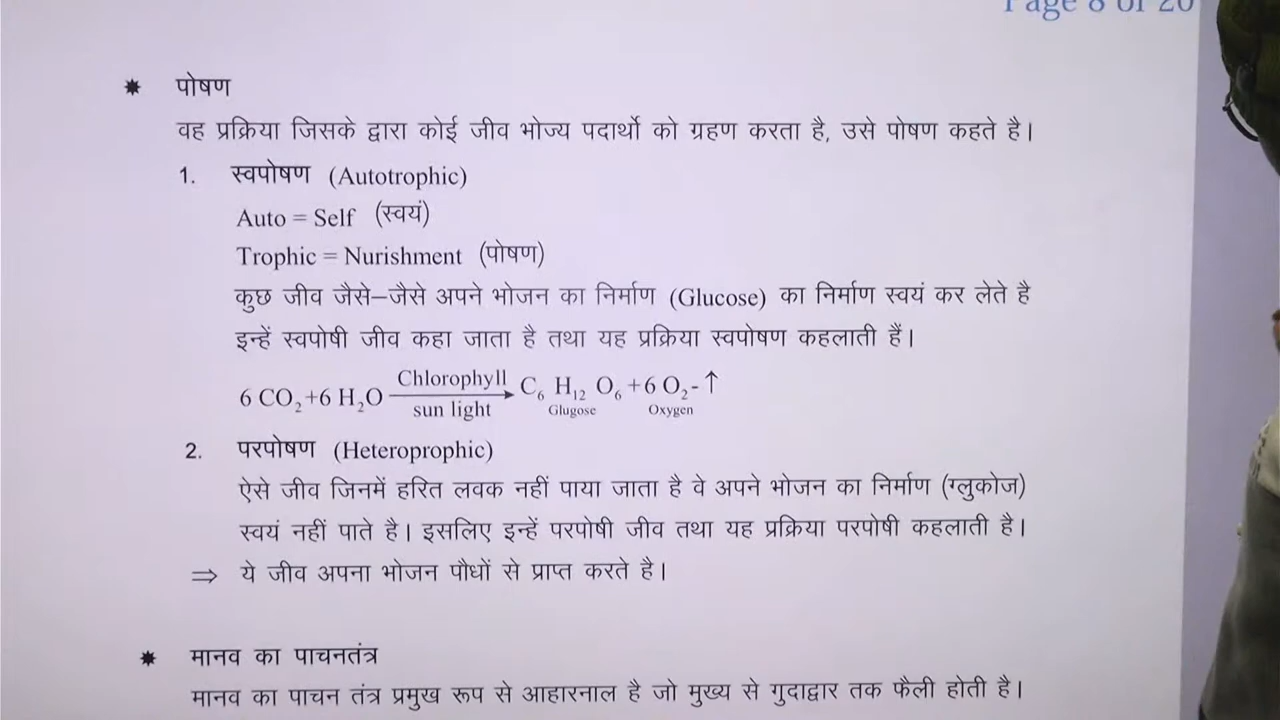 Page 8 of 20
✷ पोषण
वह प्रक्रिया जिसके द्वारा कोई जीव भोज्य पदार्थो को ग्रहण करता है, उसे पोषण कहते है।
1. स्वपोषण (Autotrophic)
Auto = Self (स्वयं)
Trophic = Nurishment (पोषण)
कुछ जीव जैसे–जैसे अपने भोजन का निर्माण (Glucose) का निर्माण स्वयं कर लेते है
इन्हें स्वपोषी जीव कहा जाता है तथा यह प्रक्रिया स्वपोषण कहलाती हैं।
6 CO₂+6 H₂O Chlorophyll sun light → C₆ H₁₂ O₆ +6 O₂- ↑
Glugose Oxygen
2. परपोषण (Heteroprophic)
ऐसे जीव जिनमें हरित लवक नहीं पाया जाता है वे अपने भोजन का निर्माण (ग्लुकोज)
स्वयं नहीं पाते है। इसलिए इन्हें परपोषी जीव तथा यह प्रक्रिया परपोषी कहलाती है।
⇒ ये जीव अपना भोजन पौधों से प्राप्त करते है।
✷ मानव का पाचनतंत्र
मानव का पाचन तंत्र प्रमुख रूप से आहारनाल है जो मुख्य से गुदाद्वार तक फैली होती है।